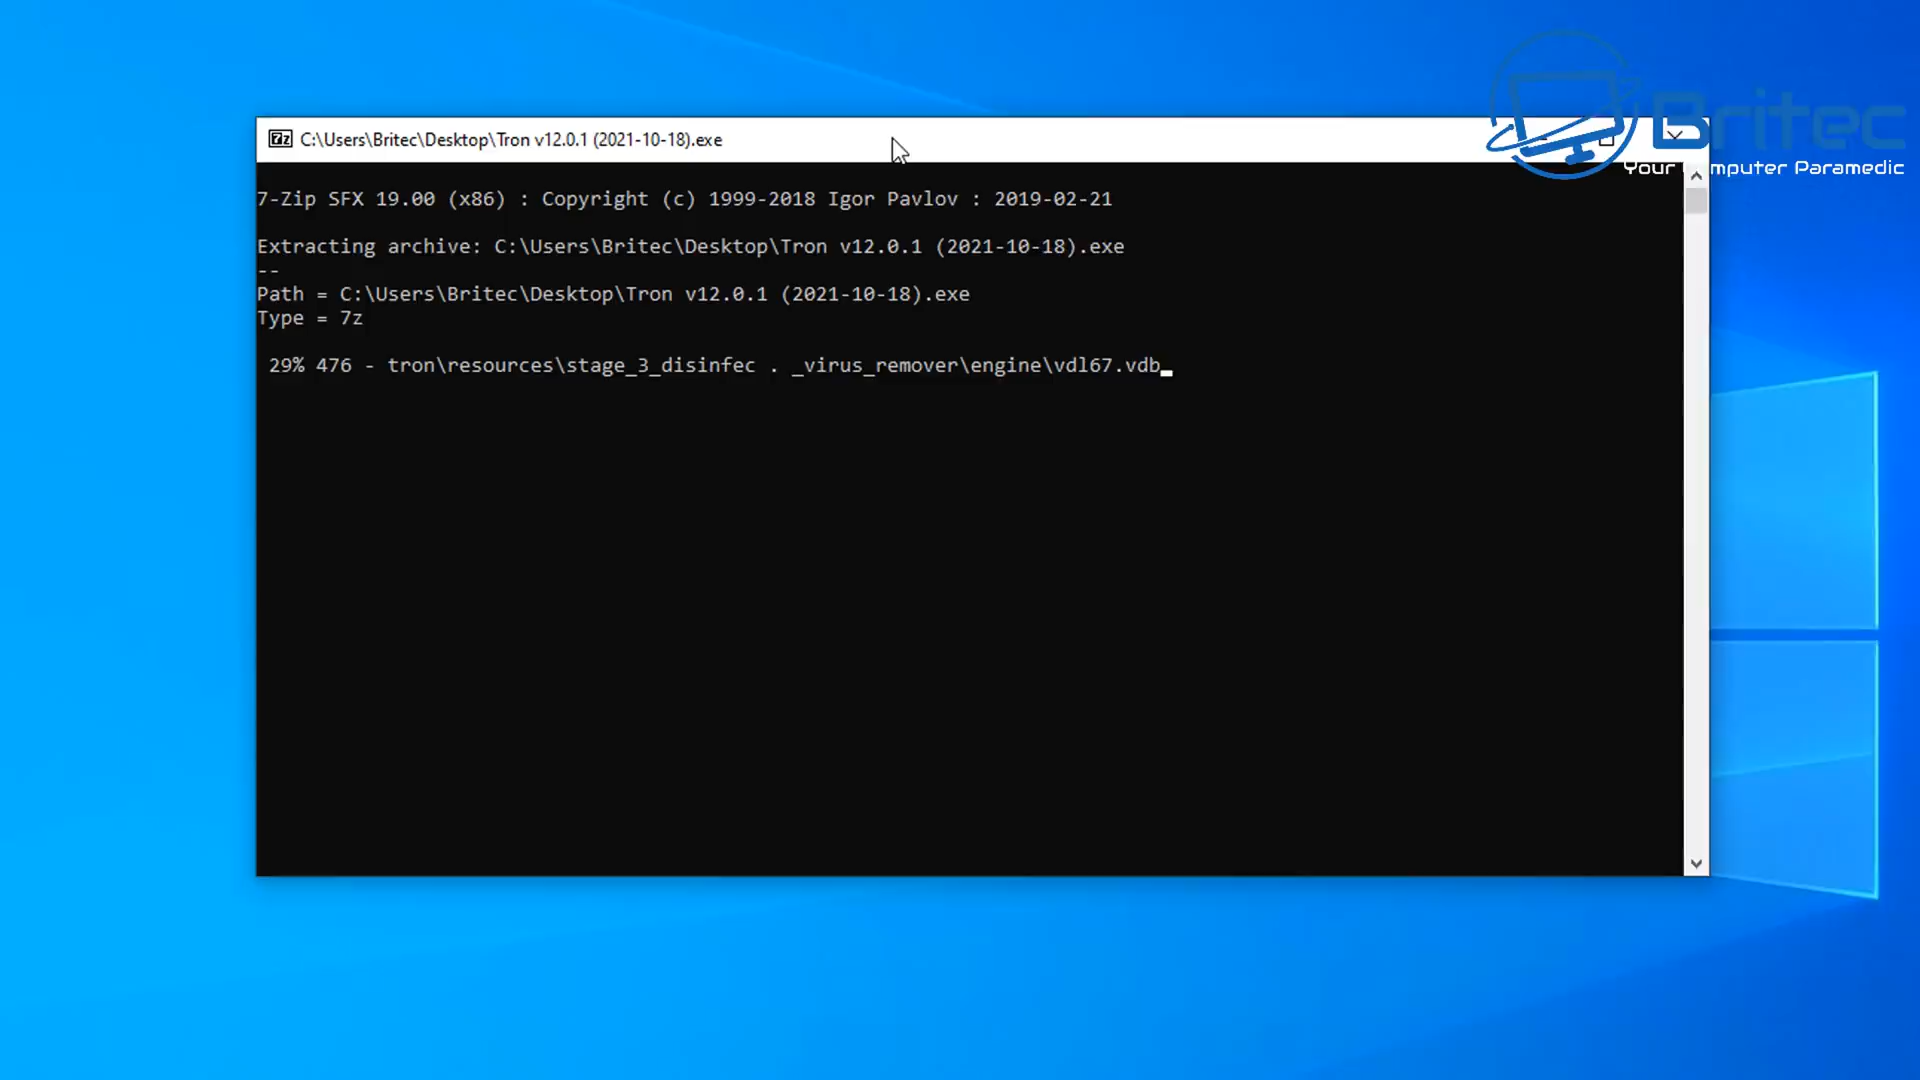 Britec
Your Computer Paramedic
C:\Users\Britec\Desktop\Tron v12.0.1 (2021-10-18).exe
7-Zip SFX 19.00 (x86) : Copyright (c) 1999-2018 Igor Pavlov : 2019-02-21
Extracting archive: C:\Users\Britec\Desktop\Tron v12.0.1 (2021-10-18).exe
--
Path = C:\Users\Britec\Desktop\Tron v12.0.1 (2021-10-18).exe
Type = 7z
29% 476 - tron\resources\stage_3_disinfec . _virus_remover\engine\vdl67.vdb_